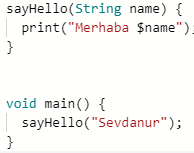 sayHello(String name) {
print("Merhaba $name");
}
void main() {
sayHello("Sevdanur");
}